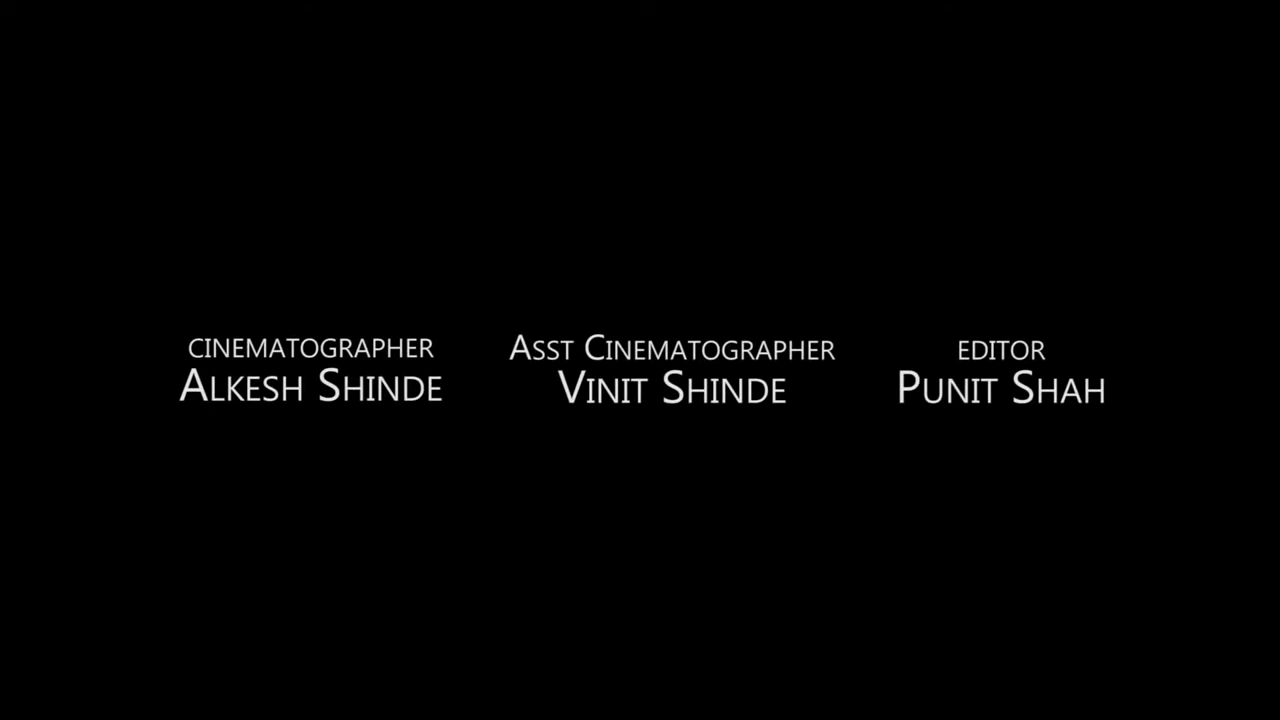 CINEMATOGRAPHER
ALKESH SHINDE
ASST CINEMATOGRAPHER
VINIT SHINDE
EDITOR
PUNIT SHAH